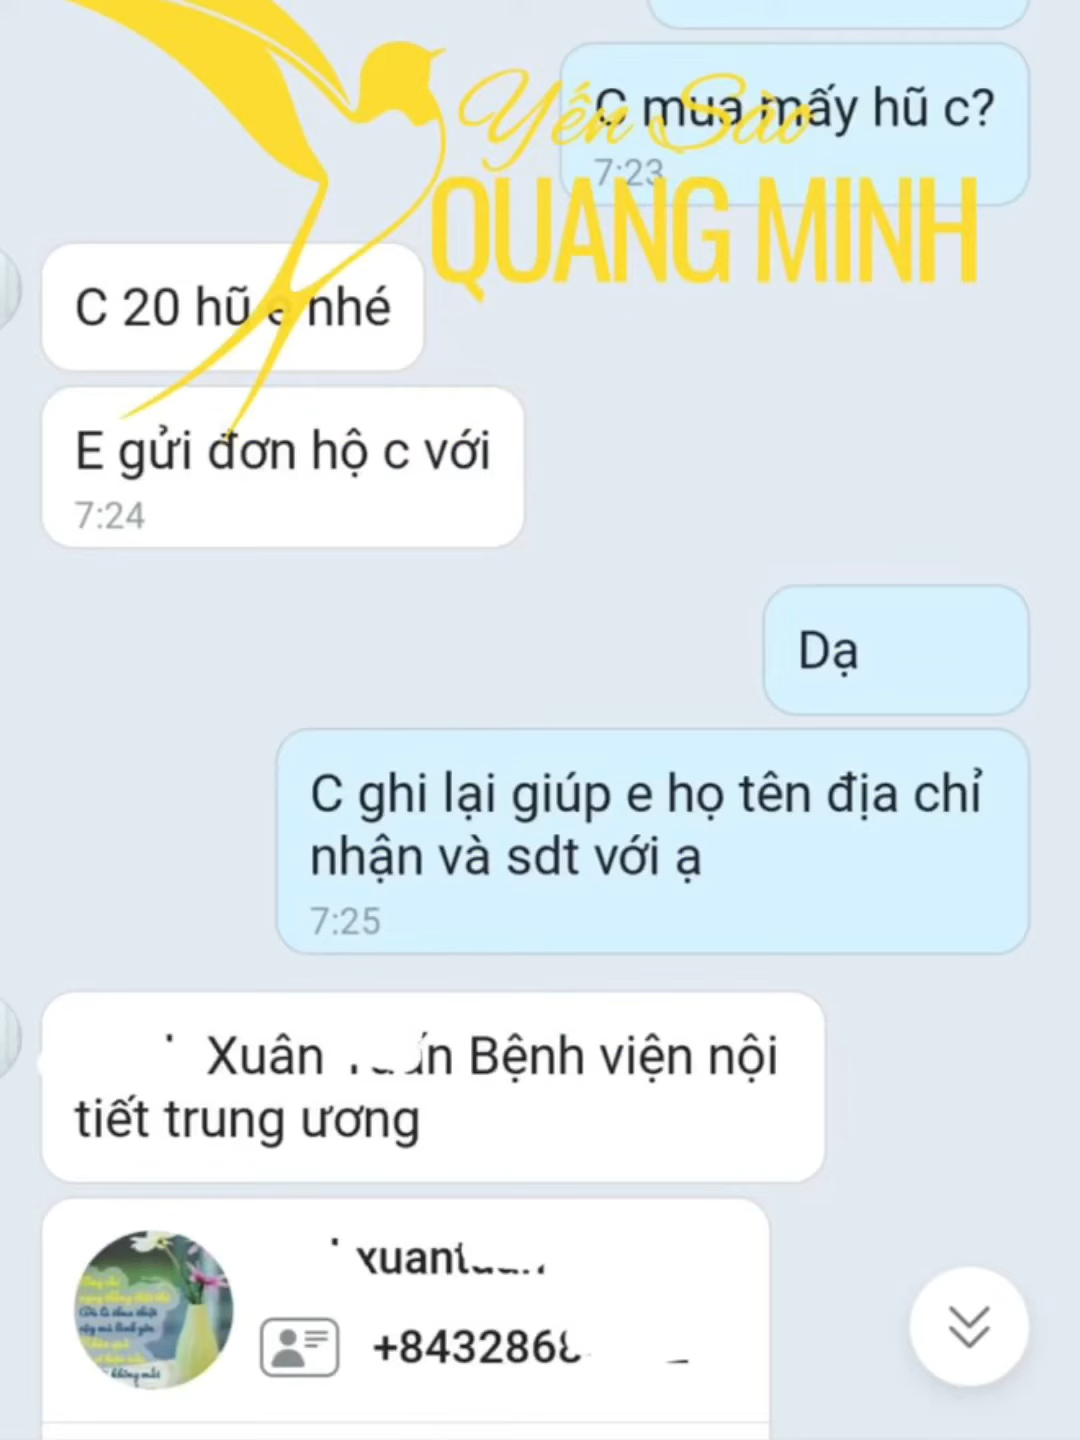 C mua mấy hũ c?
7:23
Yến Sào
QUANG MINH
C 20 hũ e nhé
E gửi đơn hộ c với
7:24
Dạ
C ghi lại giúp e họ tên địa chỉ
nhận và sdt với ạ
7:25
Xuân Bệnh viện nội
tiết trung ương
+8432868